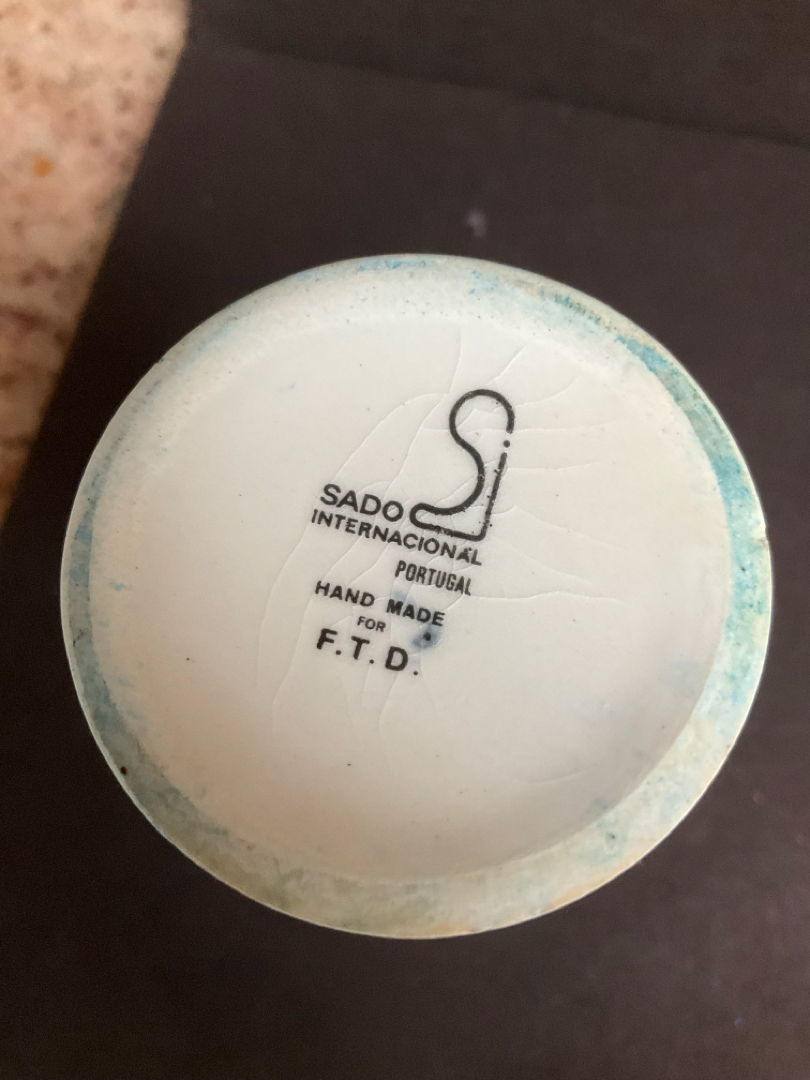 SADO
INTERNACIONAL
PORTUGAL
HAND MADE
FOR
F.T.D.